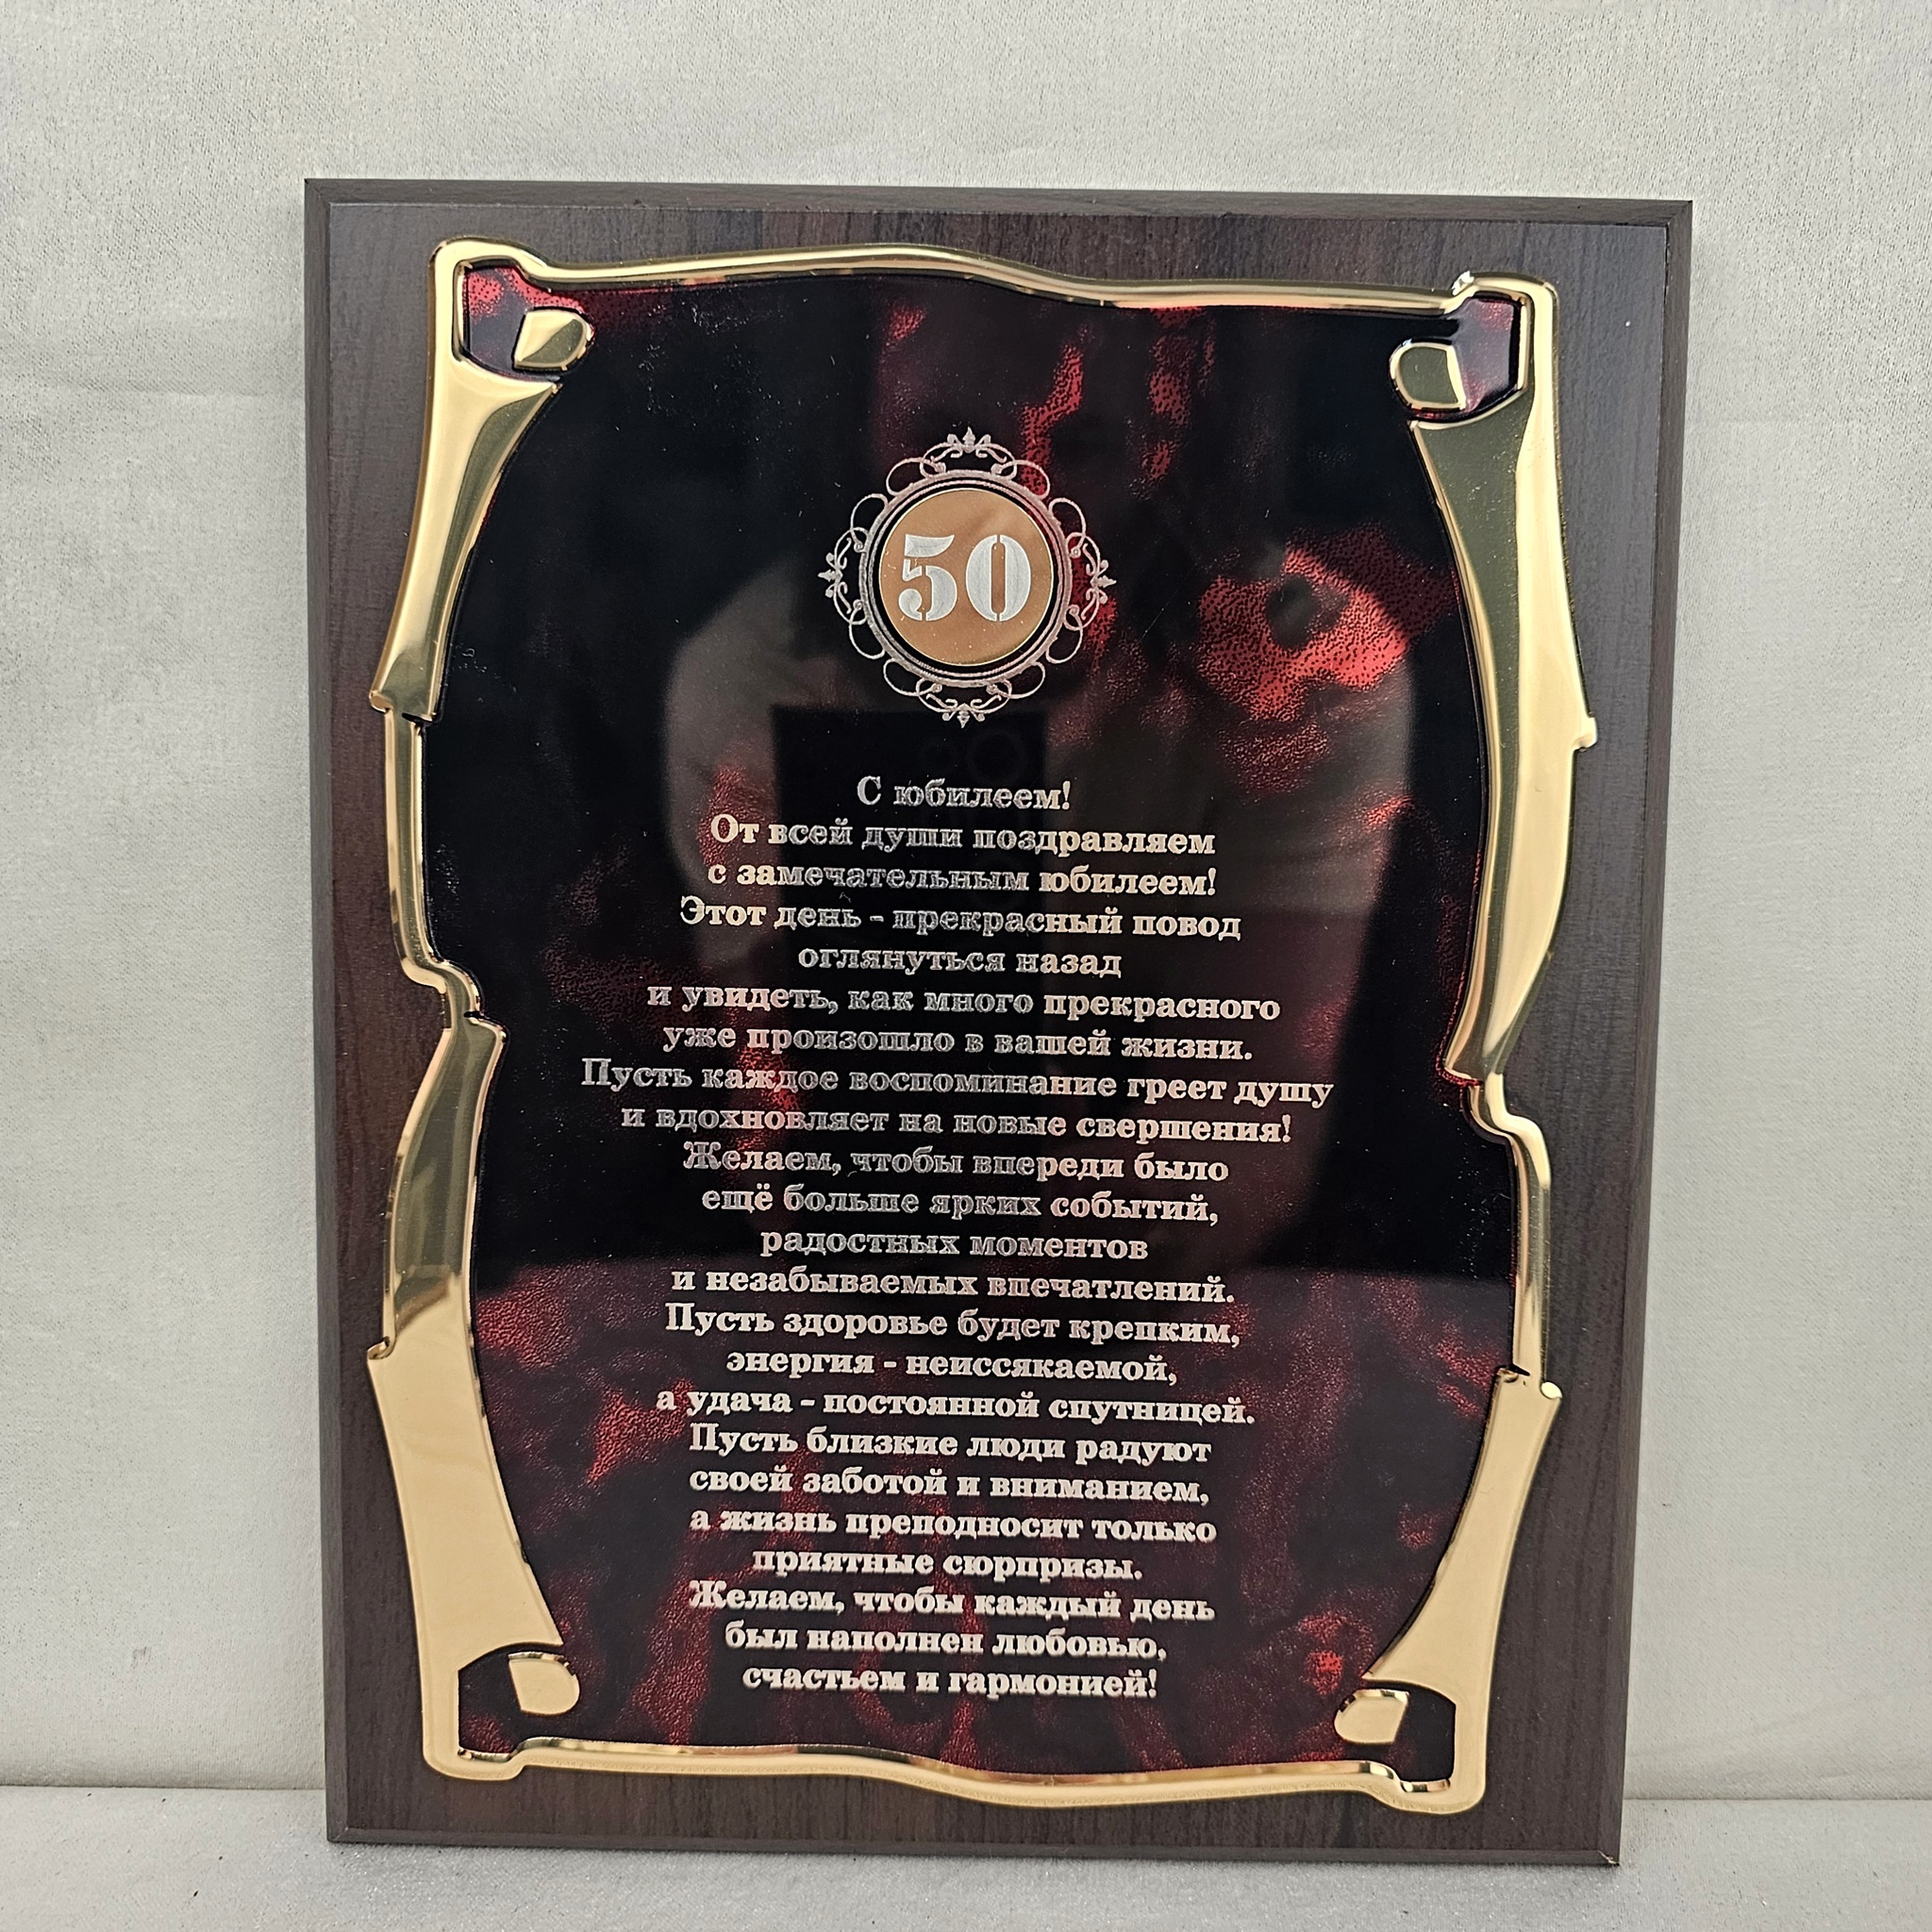 50
С юбилеем!
От всей души поздравляем
с замечательным юбилеем!
Этот день - прекрасный повод
оглянуться назад
и увидеть, как много прекрасного
уже произошло в вашей жизни.
Пусть каждое воспоминание греет душу
и вдохновляет на новые свершения!
Желаем, чтобы впереди было
ещё больше ярких событий,
радостных моментов
и незабываемых впечатлений.
Пусть здоровье будет крепким,
энергия - неиссякаемой,
а удача - постоянной спутницей.
Пусть близкие люди радуют
своей заботой и вниманием,
а жизнь преподносит только
приятные сюрпризы.
Желаем, чтобы каждый день
был наполнен любовью,
счастьем и гармонией!